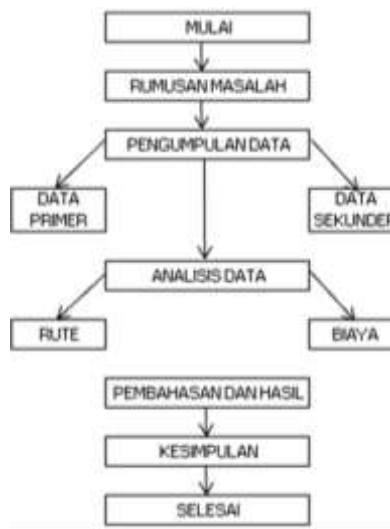 MULAI
RUMUSAN MASALAH
PENGUMPULAN DATA
DATA
PRIMER
DATA
SEKUNDER
ANALISIS DATA
RUTE
BIAYA
PEMBAHASAN DAN HASIL
KESIMPULAN
SELESAI